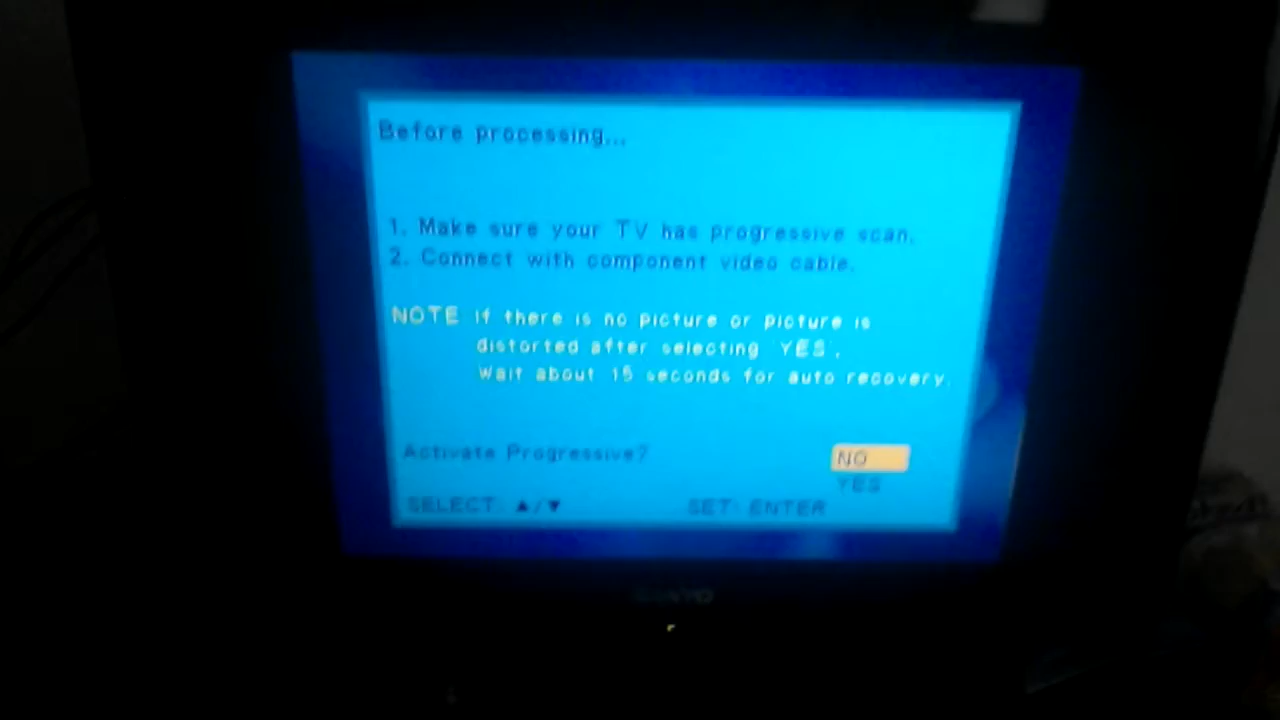 Before processing...
1. Make sure your TV has progressive scan.
2. Connect with component video cable.
NOTE If there is no picture or picture is
distorted after selecting 'YES'.
Wait about 15 seconds for auto recovery.
Activate Progressive?
NO
YES
SELECT: ▲/▼ SET: ENTER
SANYO